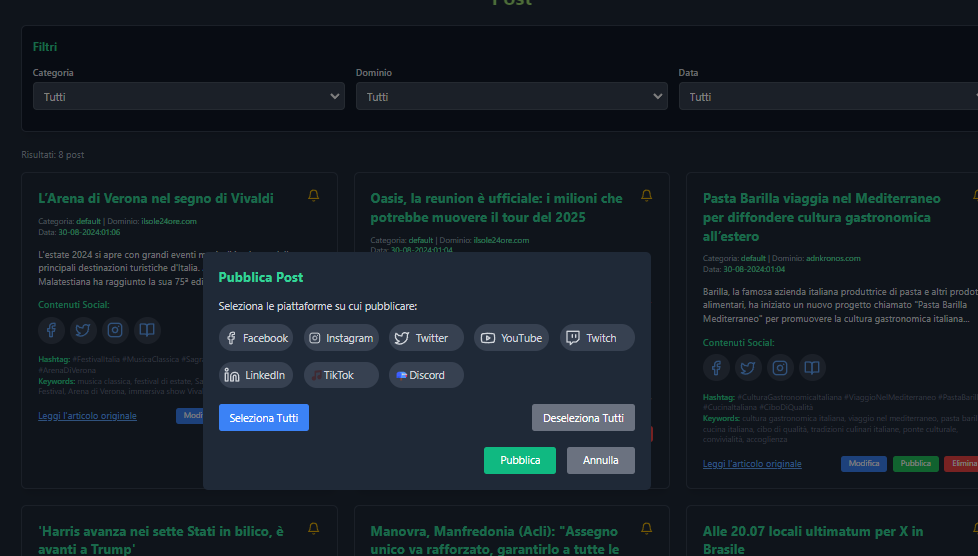 Post
Filtri
Categoria
Dominio
Data
Tutti
Tutti
Tutti
Risultati: 8 post
L'Arena di Verona nel segno di Vivaldi
Categoria: default | Dominio: ilsole24ore.com
Data: 30-08-2024:01:06
L'estate 2024 si apre con grandi eventi
principali destinazioni turistiche d'Italia.
Malatestiana ha raggiunto la sua 75ª edi
Contenuti Social:
Hashtag: #FestivalItalia #MusicaClassica #Sagr
#ArenaDiVerona
Keywords: musica classica, festival di estate, Sa
Festival, Arena di Verona, immersive show Viva
Leggi l'articolo originale
Modi
Oasis, la reunion è ufficiale: i milioni che
potrebbe muovere il tour del 2025
Categoria: default | Dominio: ilsole24ore.com
Data: 30-08-2024:01:04
Pasta Barilla viaggia nel Mediterraneo
per diffondere cultura gastronomica
all'estero
Categoria: default | Dominio: adnkronos.com
Data: 30-08-2024:01:04
Barilla, la famosa azienda italiana produttrice di pasta e altri prodot
alimentari, ha iniziato un nuovo progetto chiamato "Pasta Barilla
Mediterraneo" per promuovere la cultura gastronomica italiana...
Contenuti Social:
Hashtag: #CulturaGastronomicaItaliana #ViaggioNelMediterraneo #PastaBaril
#CucinaItaliana #CiboDiQualità
Keywords: cultura gastronomica italiana, viaggio nel mediterraneo, pasta baril
cucina italiana, cibo di qualità, tradizioni culinari italiane, ponte culturale,
convivialità, accoglienza
Leggi l'articolo originale
Modifica
Pubblica
Elimina
Pubblica Post
Seleziona le piattaforme su cui pubblicare:
Facebook
Instagram
Twitter
YouTube
Twitch
LinkedIn
TikTok
Discord
Seleziona Tutti
Deseleziona Tutti
Pubblica
Annulla
'Harris avanza nei sette Stati in bilico, è
avanti a Trump'
Manovra, Manfredonia (Acli): "Assegno
unico va rafforzato, garantirlo a tutte le
Alle 20.07 locali ultimatum per X in
Brasile